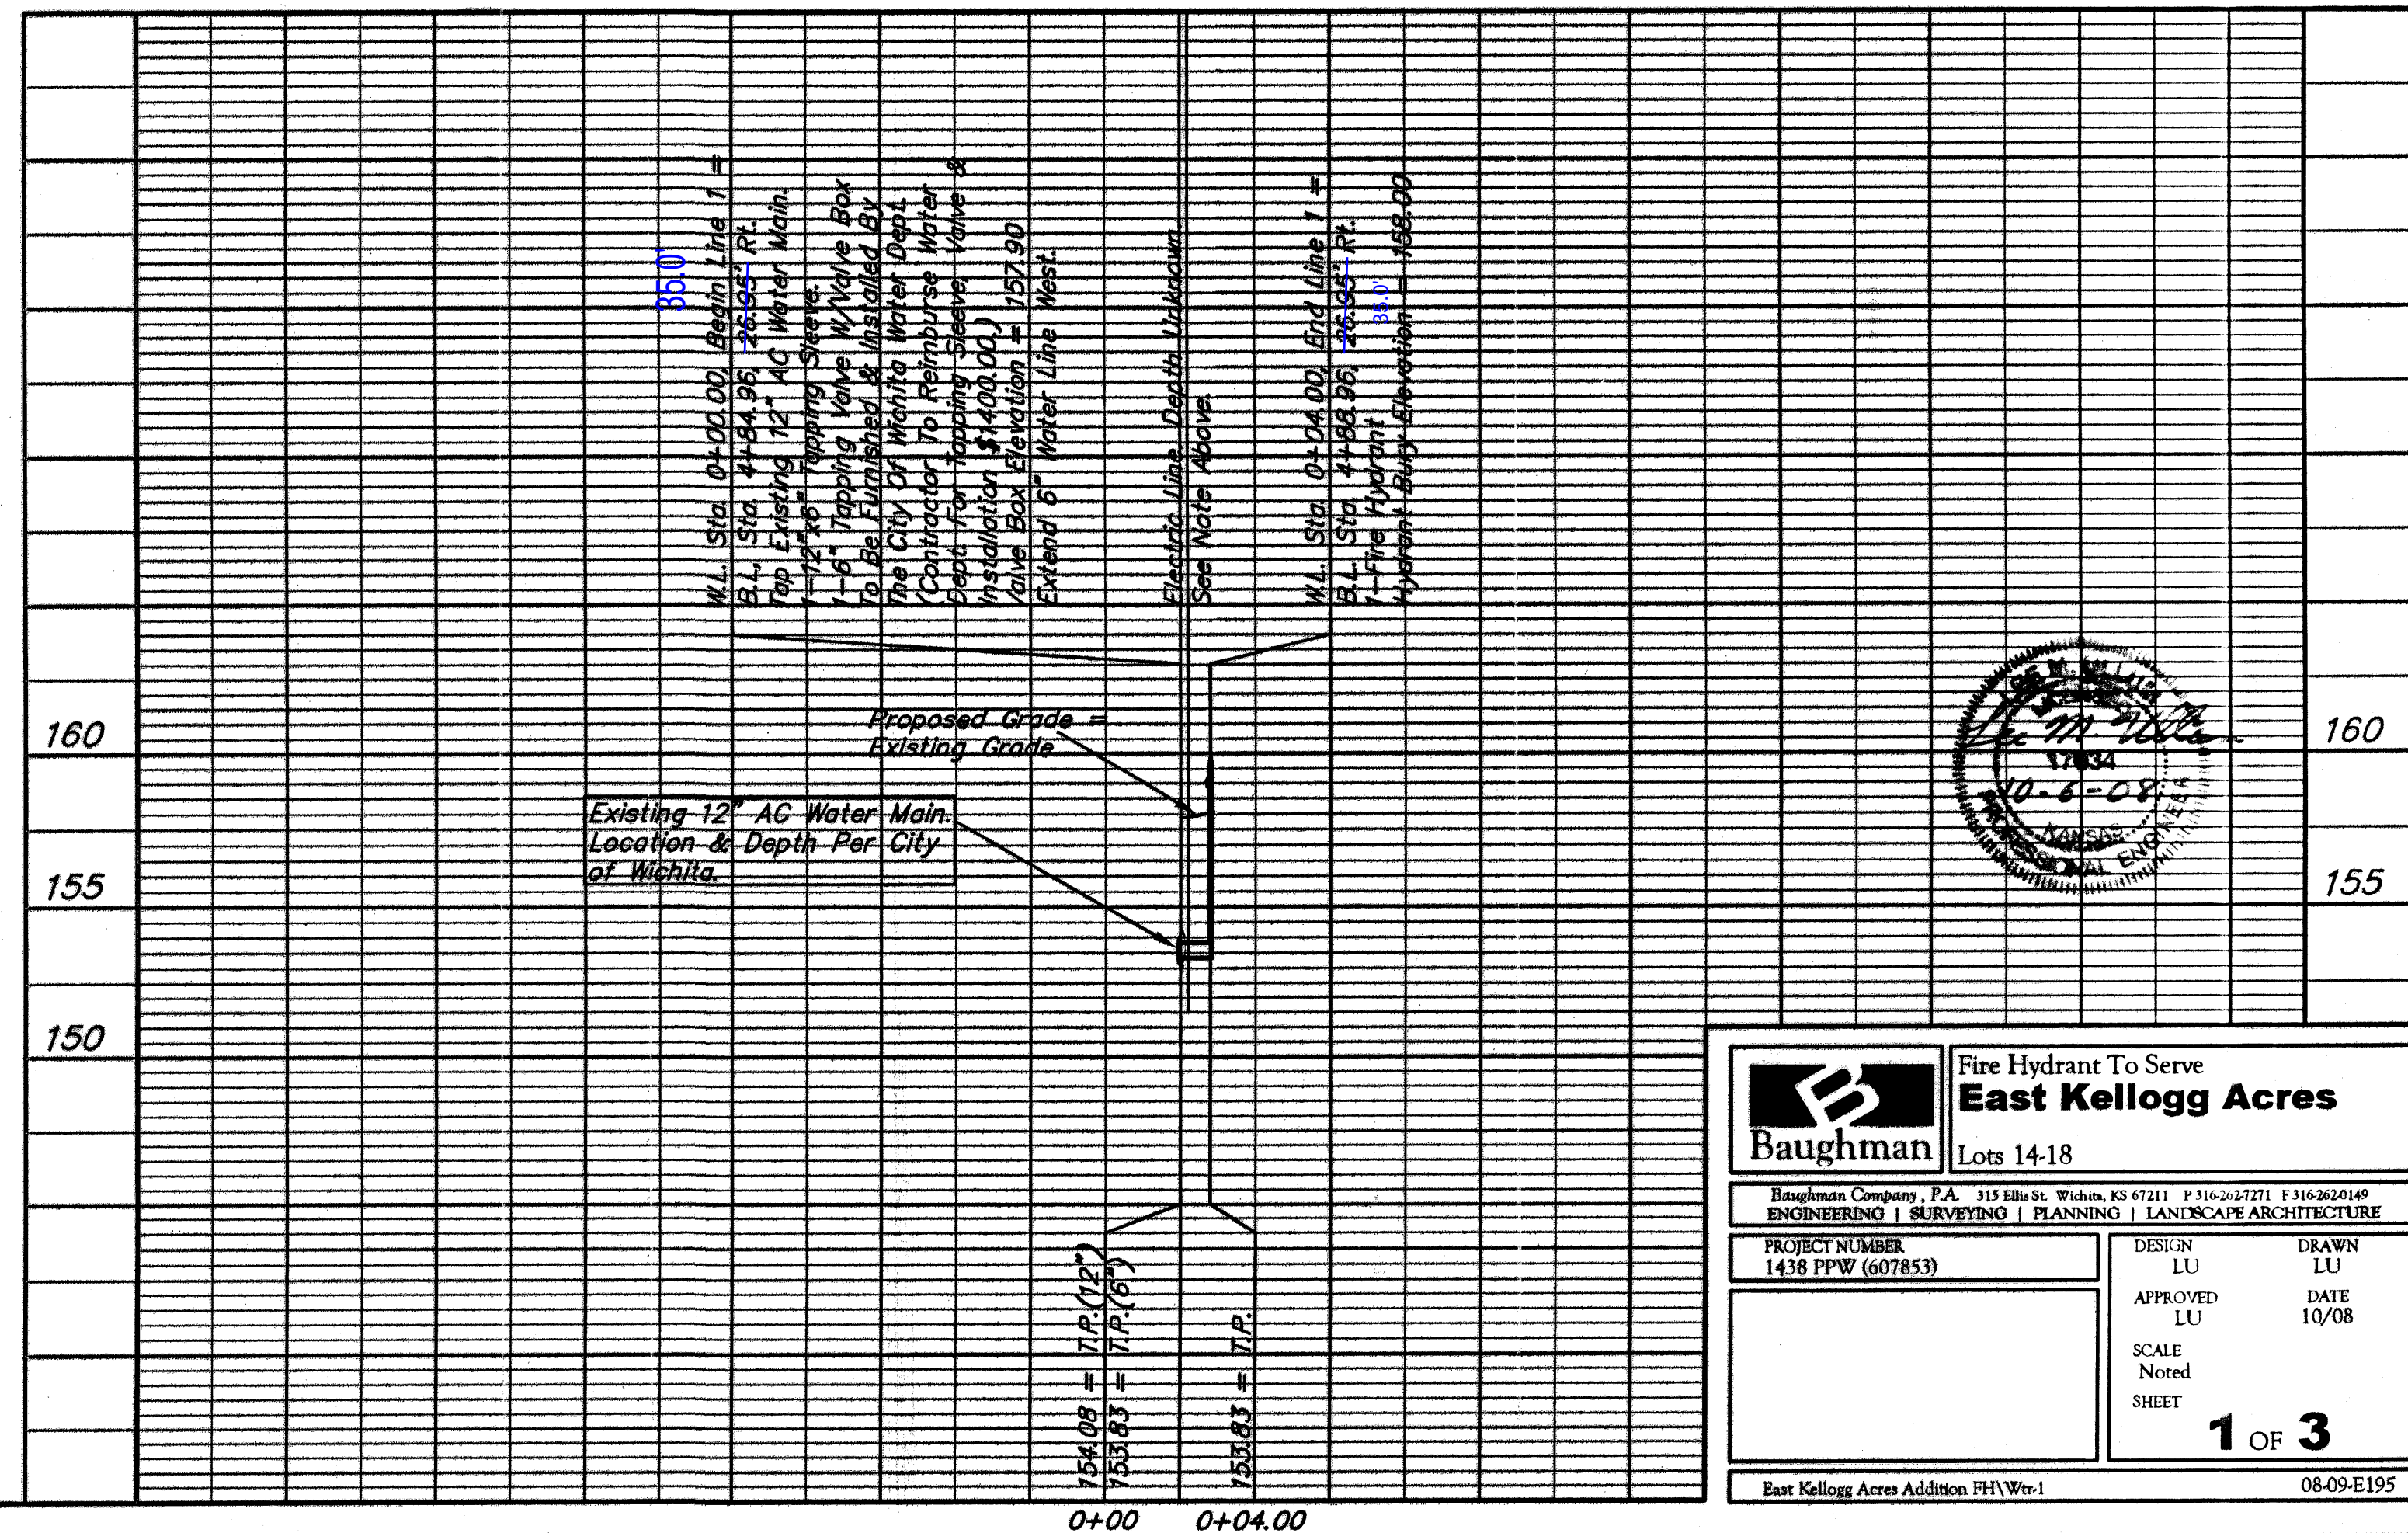 W.L. Sta. 0+00.00, Begin Line 1 =
B.L. Sta. 4+84.96, 26.95' Rt.
35.0'
Tap Existing 12" AC Water Main.
1-12"x6" Tapping Sleeve.
1-6" Tapping Valve W/Valve Box
To Be Furnished & Installed By
The City Of Wichita Water Dept.
(Contractor To Reimburse Water
Dept. For Tapping Sleeve, Valve &
Installation $1400.00.)
Valve Box Elevation = 157.90
Extend 6" Water Line West.
Electric Line Depth Unknown.
See Note Above.
W.L. Sta. 0+04.00, End Line 1 =
B.L. Sta. 4+88.96, 26.95' Rt.
35.0'
1-Fire Hydrant
Hydrant Bury Elevation = 158.00
Proposed Grade =
Existing Grade
Existing 12" AC Water Main.
Location & Depth Per City
of Wichita.
160
155
150
160
155
17034
10-6-08
KANSAS
PROFESSIONAL ENGINEER
154.08 = T.P.(12")
153.83 = T.P.(6")
153.83 = T.P.
0+00 0+04.00
Baughman
Fire Hydrant To Serve
East Kellogg Acres
Lots 14-18
Baughman Company, P.A. 315 Ellis St. Wichita, KS 67211 P 316-262-7271 F 316-262-0149
ENGINEERING | SURVEYING | PLANNING | LANDSCAPE ARCHITECTURE
PROJECT NUMBER
1438 PPW (607853)
DESIGN
LU
DRAWN
LU
APPROVED
LU
DATE
10/08
SCALE
Noted
SHEET
1 OF 3
East Kellogg Acres Addition FH\Wtr-1 08-09-E195